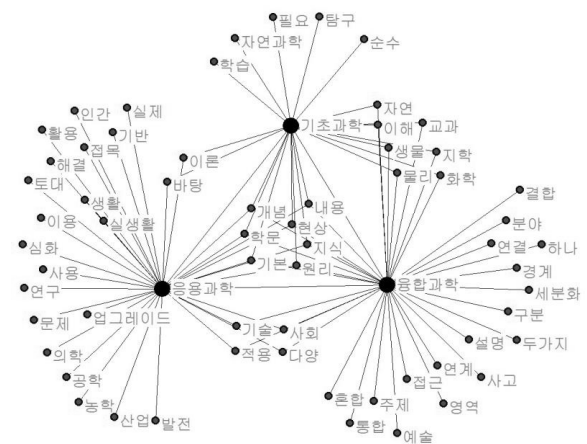 필요
탐구
자연과학
순수
학습
기초과학
자연
이해
교과
생물
지학
물리
화학
인간
실제
활용
접목
기반
해결
토대
이론
바탕
생활
실생활
이용
심화
사용
연구
개념
내용
현상
학문
지식
기본
원리
응용과학
융합과학
결합
분야
연결
하나
경계
세분화
구분
설명
두가지
문제
업그레이드
기술
사회
적용
다양
의학
공학
농학
산업
발전
연계
사고
접근
영역
혼합
주제
통합
예술